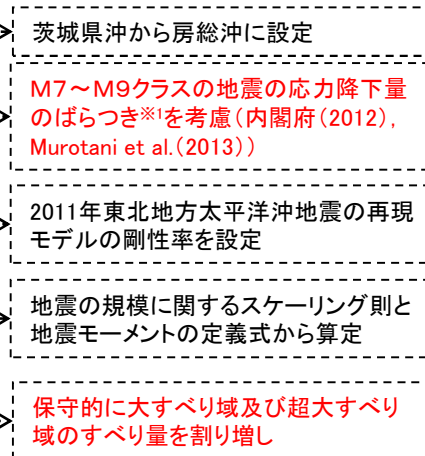 茨城県沖から房総沖に設定
M7~M9クラスの地震の応力降下量
のばらつき※1を考慮(内閣府(2012),
Murotani et al.(2013))
2011年東北地方太平洋沖地震の再現
モデルの剛性率を設定
地震の規模に関するスケーリング則と
地震モーメントの定義式から算定
保守的に大すべり域及び超大すべり
域のすべり量を割り増し